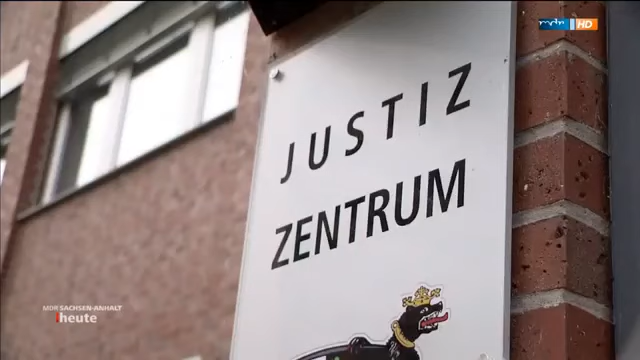 mdr HD
JUSTIZ
ZENTRUM
MDR SACHSEN-ANHALT
heute